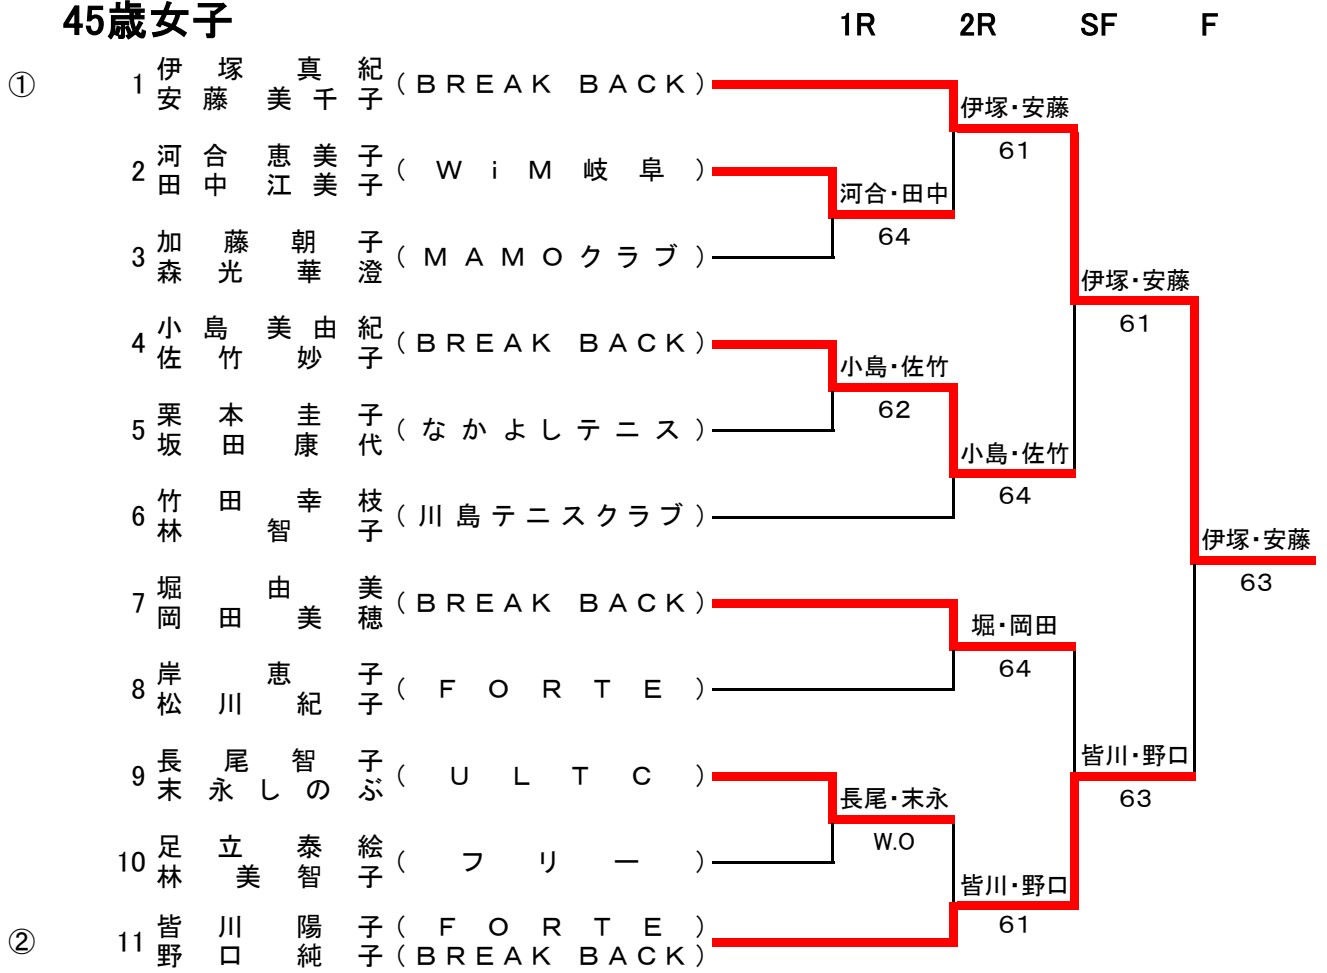 45歳女子 1R 2R SF F
① 1 伊塚真紀 (BREAK BACK)
安藤美千子
伊塚・安藤
61
2 河合恵美子 (WiM岐阜)
田中江美子
河合・田中
64
3 加藤朝子 (MAMOクラブ)
森光華澄
伊塚・安藤
61
4 小島美由紀 (BREAK BACK)
佐竹妙子
小島・佐竹
62
5 栗本圭子 (なかよしテニス)
坂田康代
小島・佐竹
64
6 竹田幸枝 (川島テニスクラブ)
林智子
伊塚・安藤
63
7 堀由美 (BREAK BACK)
岡田美穂
堀・岡田
64
8 岸恵子 (FORTE)
松川紀子
皆川・野口
63
9 長尾智子 (ULTC)
末永しのぶ
長尾・末永
W.O
10 足立泰絵 (フリー)
林美智子
皆川・野口
61
② 11 皆川陽子 (FORTE)
野口純子 (BREAK BACK)